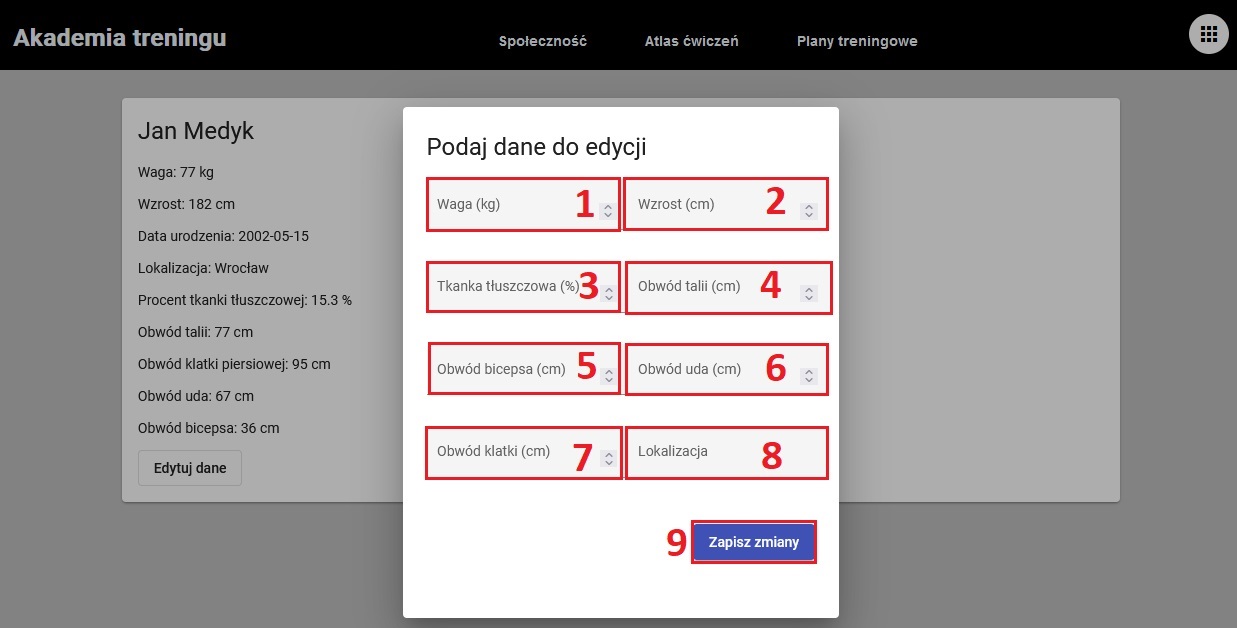 Akademia treningu
Społeczność Atlas ćwiczeń Plany treningowe
Jan Medyk
Waga: 77 kg
Wzrost: 182 cm
Data urodzenia: 2002-05-15
Lokalizacja: Wrocław
Procent tkanki tłuszczowej: 15.3 %
Obwód talii: 77 cm
Obwód klatki piersiowej: 95 cm
Obwód uda: 67 cm
Obwód bicepsa: 36 cm
Edytuj dane
Podaj dane do edycji
Waga (kg) 1 Wzrost (cm) 2
Tkanka tłuszczowa (%) 3 Obwód talii (cm) 4
Obwód bicepsa (cm) 5 Obwód uda (cm) 6
Obwód klatki (cm) 7 Lokalizacja 8
9 Zapisz zmiany